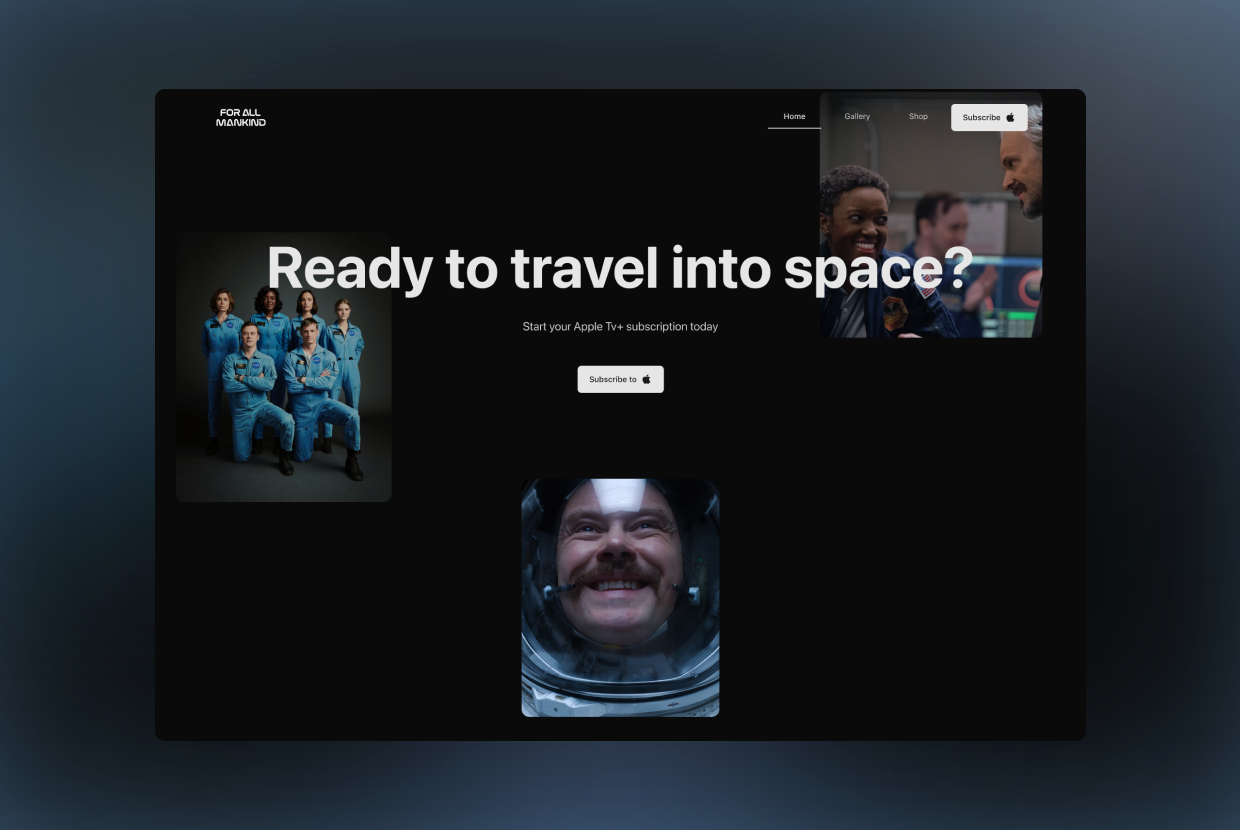 FOR ALL
MANKIND
Home
Gallery
Shop
Subscribe
Ready to travel into space?
Start your Apple Tv+ subscription today
Subscribe to